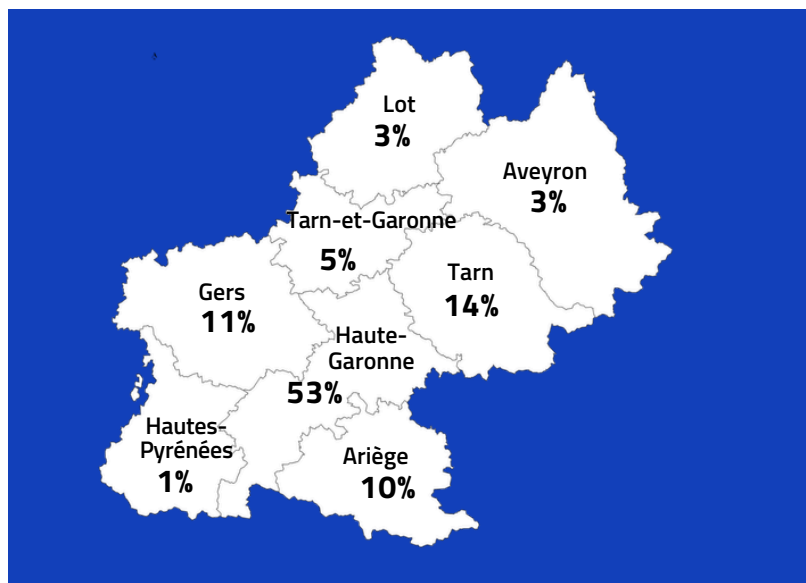 Lot
3%
Aveyron
3%
Tarn-et-Garonne
5%
Tarn
14%
Gers
11%
Haute-
Garonne
53%
Hautes-
Pyrénées
1%
Ariège
10%